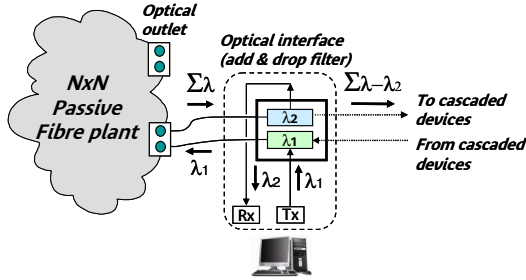 Optical
outlet
NxN
Passive
Fibre plant
Optical interface
(add & drop filter)
Σλ
Σλ−λ2
λ2
λ1
To cascaded
devices
From cascaded
devices
λ1
λ2
λ1
Rx
Tx